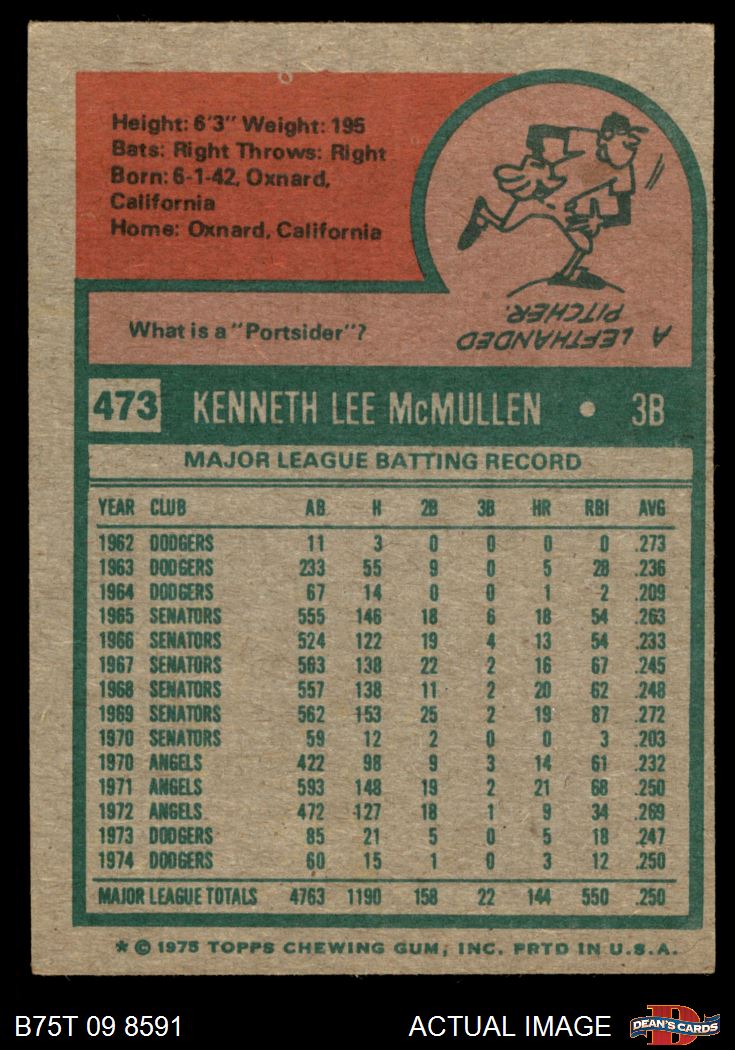 Height: 6'3" Weight: 195
Bats: Right Throws: Right
Born: 6-1-42, Oxnard,
California
Home: Oxnard, California
What is a "Portsider"?
A LEFTHANDED
PITCHER.
473 KENNETH LEE McMULLEN • 3B
MAJOR LEAGUE BATTING RECORD
YEAR CLUB AB H 2B 3B HR RBI AVG
1962 DODGERS 11 3 0 0 0 0 .273
1963 DODGERS 233 55 9 0 5 28 .236
1964 DODGERS 67 14 0 0 1 2 .209
1965 SENATORS 555 146 18 6 18 54 .263
1966 SENATORS 524 122 19 4 13 54 .233
1967 SENATORS 563 138 22 2 16 67 .245
1968 SENATORS 557 138 11 2 20 62 .248
1969 SENATORS 562 153 25 2 19 87 .272
1970 SENATORS 59 12 2 0 0 3 .203
1970 ANGELS 422 98 9 3 14 61 .232
1971 ANGELS 593 148 19 2 21 68 .250
1972 ANGELS 472 127 18 1 9 34 .269
1973 DODGERS 85 21 5 0 5 18 .247
1974 DODGERS 60 15 1 0 3 12 .250
MAJOR LEAGUE TOTALS 4763 1190 158 22 144 550 .250
* © 1975 TOPPS CHEWING GUM, INC. PRTD IN U.S.A.
B75T 09 8591 ACTUAL IMAGE
D
DEAN'S CARDS